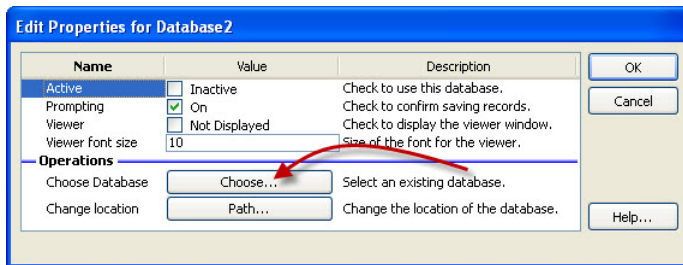 Edit Properties for Database2
Name Value Description OK
Active Inactive Check to use this database.
Prompting On Check to confirm saving records. Cancel
Viewer Not Displayed Check to display the viewer window.
Viewer font size 10 Size of the font for the viewer.
Operations
Choose Database Choose... Select an existing database.
Change location Path... Change the location of the database. Help...